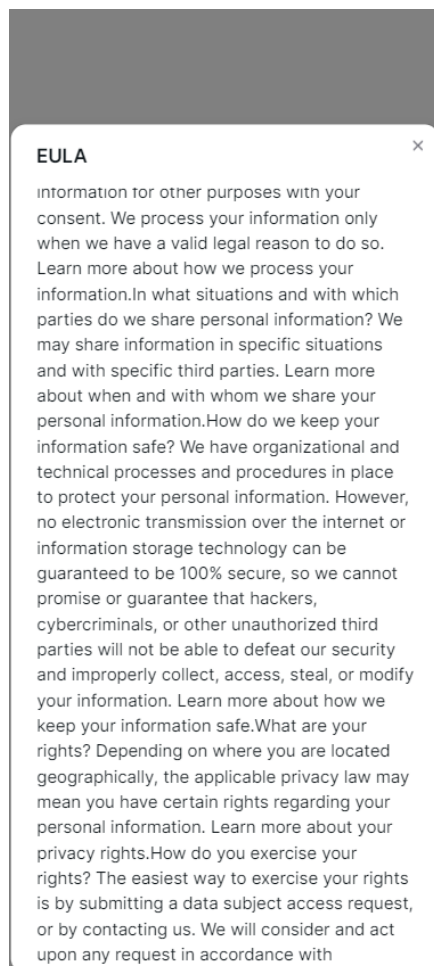 EULA
information for other purposes with your
consent. We process your information only
when we have a valid legal reason to do so.
Learn more about how we process your
information.In what situations and with which
parties do we share personal information? We
may share information in specific situations
and with specific third parties. Learn more
about when and with whom we share your
personal information.How do we keep your
information safe? We have organizational and
technical processes and procedures in place
to protect your personal information. However,
no electronic transmission over the internet or
information storage technology can be
guaranteed to be 100% secure, so we cannot
promise or guarantee that hackers,
cybercriminals, or other unauthorized third
parties will not be able to defeat our security
and improperly collect, access, steal, or modify
your information. Learn more about how we
keep your information safe.What are your
rights? Depending on where you are located
geographically, the applicable privacy law may
mean you have certain rights regarding your
personal information. Learn more about your
privacy rights.How do you exercise your
rights? The easiest way to exercise your rights
is by submitting a data subject access request,
or by contacting us. We will consider and act
upon any request in accordance with